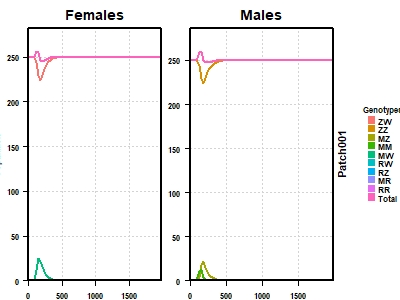 Females
Males
250
200
150
100
50
0
0
500
1000
1500
250
200
150
100
50
0
0
500
1000
1500
Patch001
Genotypes
ZW
ZZ
MZ
MM
MW
RW
RZ
MR
RR
Total